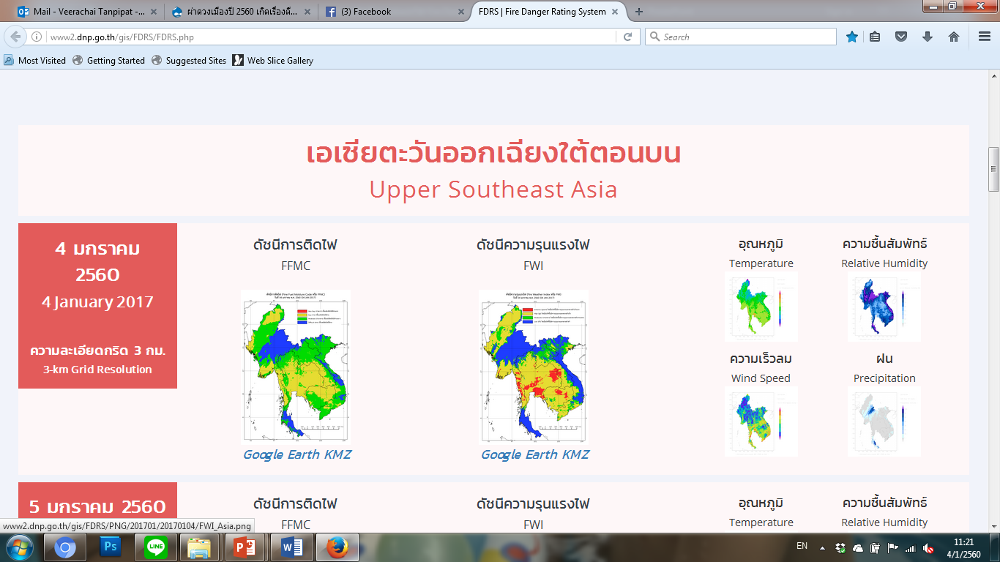 Mail - Veerachai Tanpipat -...
ผ่าดวงเมืองปี 2560 เกิดเรื่องดี...
(3) Facebook
FDRS | Fire Danger Rating System
www2.dnp.go.th/gis/FDRS/FDRS.php
Search
Most Visited
Getting Started
Suggested Sites
Web Slice Gallery
เอเชียตะวันออกเฉียงใต้ตอนบน
Upper Southeast Asia
4 มกราคม
2560
4 January 2017
ความละเอียดกริด 3 กม.
3-km Grid Resolution
ดัชนีการติดไฟ
FFMC
Google Earth KMZ
ดัชนีความรุนแรงไฟ
FWI
Google Earth KMZ
อุณหภูมิ
Temperature
ความชื้นสัมพัทธ์
Relative Humidity
ความเร็วลม
Wind Speed
ฝน
Precipitation
5 มกราคม 2560
ดัชนีการติดไฟ
FFMC
ดัชนีความรุนแรงไฟ
FWI
อุณหภูมิ
Temperature
ความชื้นสัมพัทธ์
Relative Humidity
www2.dnp.go.th/gis/FDRS/PNG/201701/20170104/FWI_Asia.png
Ps
LINE
P
W
EN
11:21
4/1/2560